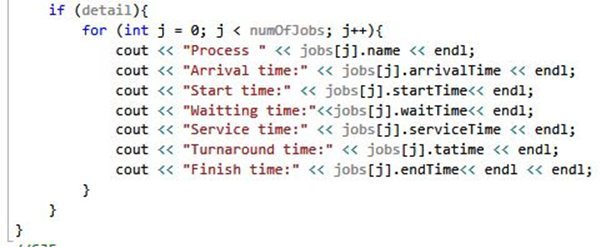 if (detail){
for (int j = 0; j < numOfJobs; j++){
cout << "Process " << jobs[j].name << endl;
cout << "Arrival time:" << jobs[j].arrivalTime << endl;
cout << "Start time:" << jobs[j].startTime<< endl;
cout << "Waitting time:"<<jobs[j].waitTime<< endl;
cout << "Service time:" << jobs[j].serviceTime << endl;
cout << "Turnaround time:" << jobs[j].tatime << endl;
cout << "Finish time:" << jobs[j].endTime<< endl << endl;
}
}
}